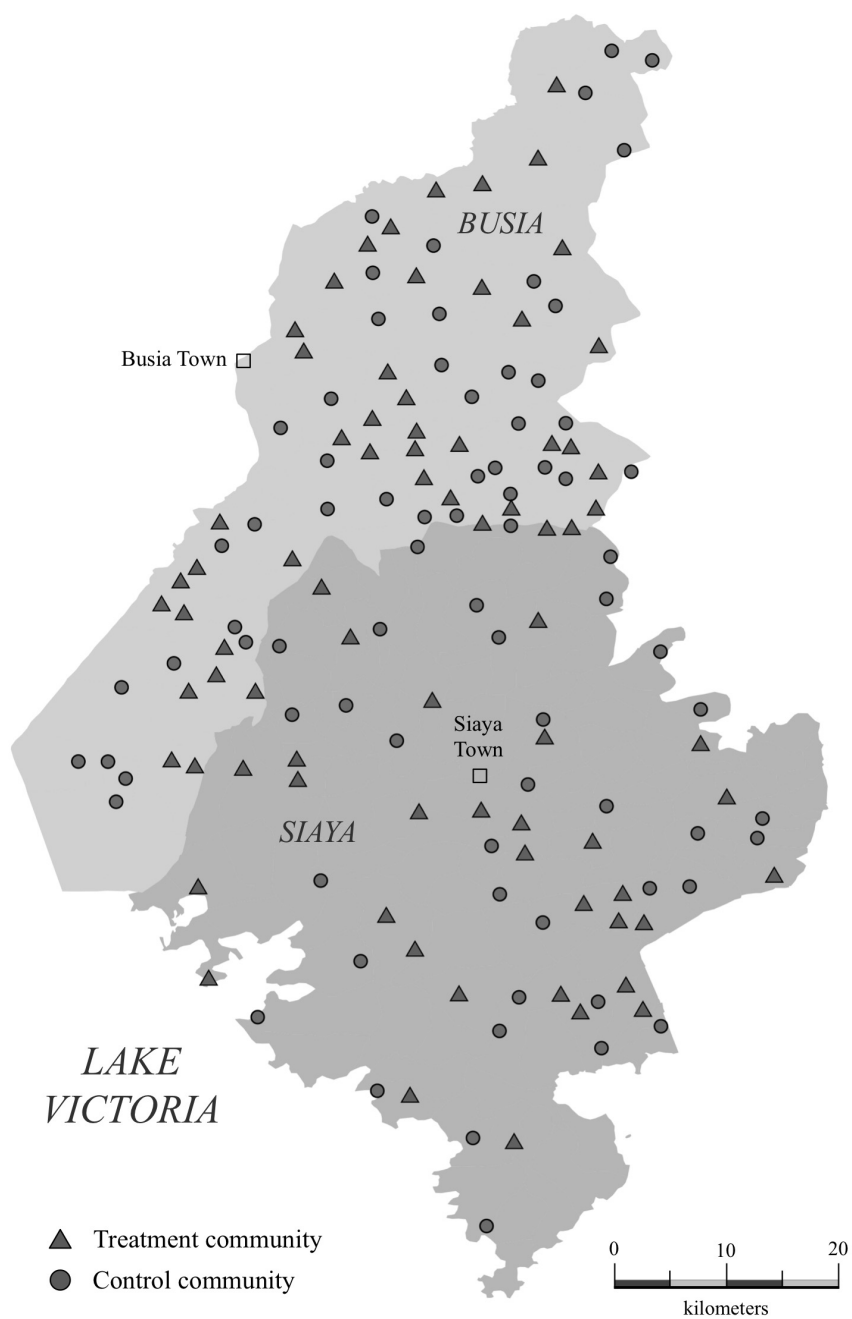 BUSIA
Busia Town
Siaya
Town
SIAYA
LAKE
VICTORIA
Treatment community
Control community
0 10 20
kilometers